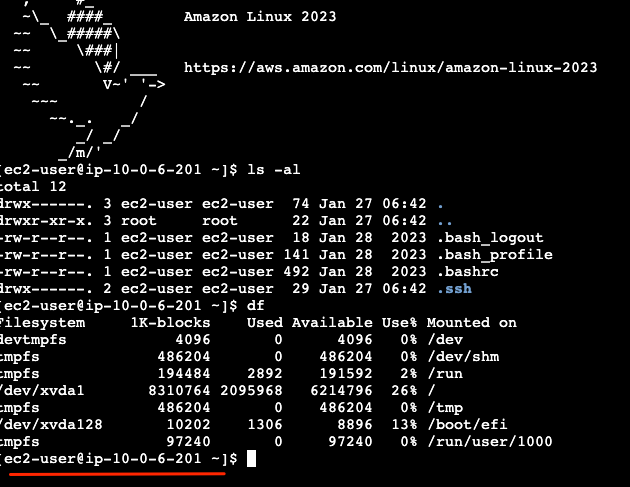 , #_
~\_ ####_ Amazon Linux 2023
~~ \_#####\
~~ \###|
~~ \#/ ___ https://aws.amazon.com/linux/amazon-linux-2023
~~ V~' '->
~~~ /
~~._. _/
_/ _/
_/m/'
[ec2-user@ip-10-0-6-201 ~]$ ls -al
total 12
drwx------. 3 ec2-user ec2-user 74 Jan 27 06:42 .
drwxr-xr-x. 3 root root 22 Jan 27 06:42 ..
-rw-r--r--. 1 ec2-user ec2-user 18 Jan 28 2023 .bash_logout
-rw-r--r--. 1 ec2-user ec2-user 141 Jan 28 2023 .bash_profile
-rw-r--r--. 1 ec2-user ec2-user 492 Jan 28 2023 .bashrc
drwx------. 2 ec2-user ec2-user 29 Jan 27 06:42 .ssh
[ec2-user@ip-10-0-6-201 ~]$ df
Filesystem 1K-blocks Used Available Use% Mounted on
devtmpfs 4096 0 4096 0% /dev
tmpfs 486204 0 486204 0% /dev/shm
tmpfs 194484 2892 191592 2% /run
/dev/xvda1 8310764 2095968 6214796 26% /
tmpfs 486204 0 486204 0% /tmp
/dev/xvda128 10202 1306 8896 13% /boot/efi
tmpfs 97240 0 97240 0% /run/user/1000
[ec2-user@ip-10-0-6-201 ~]$